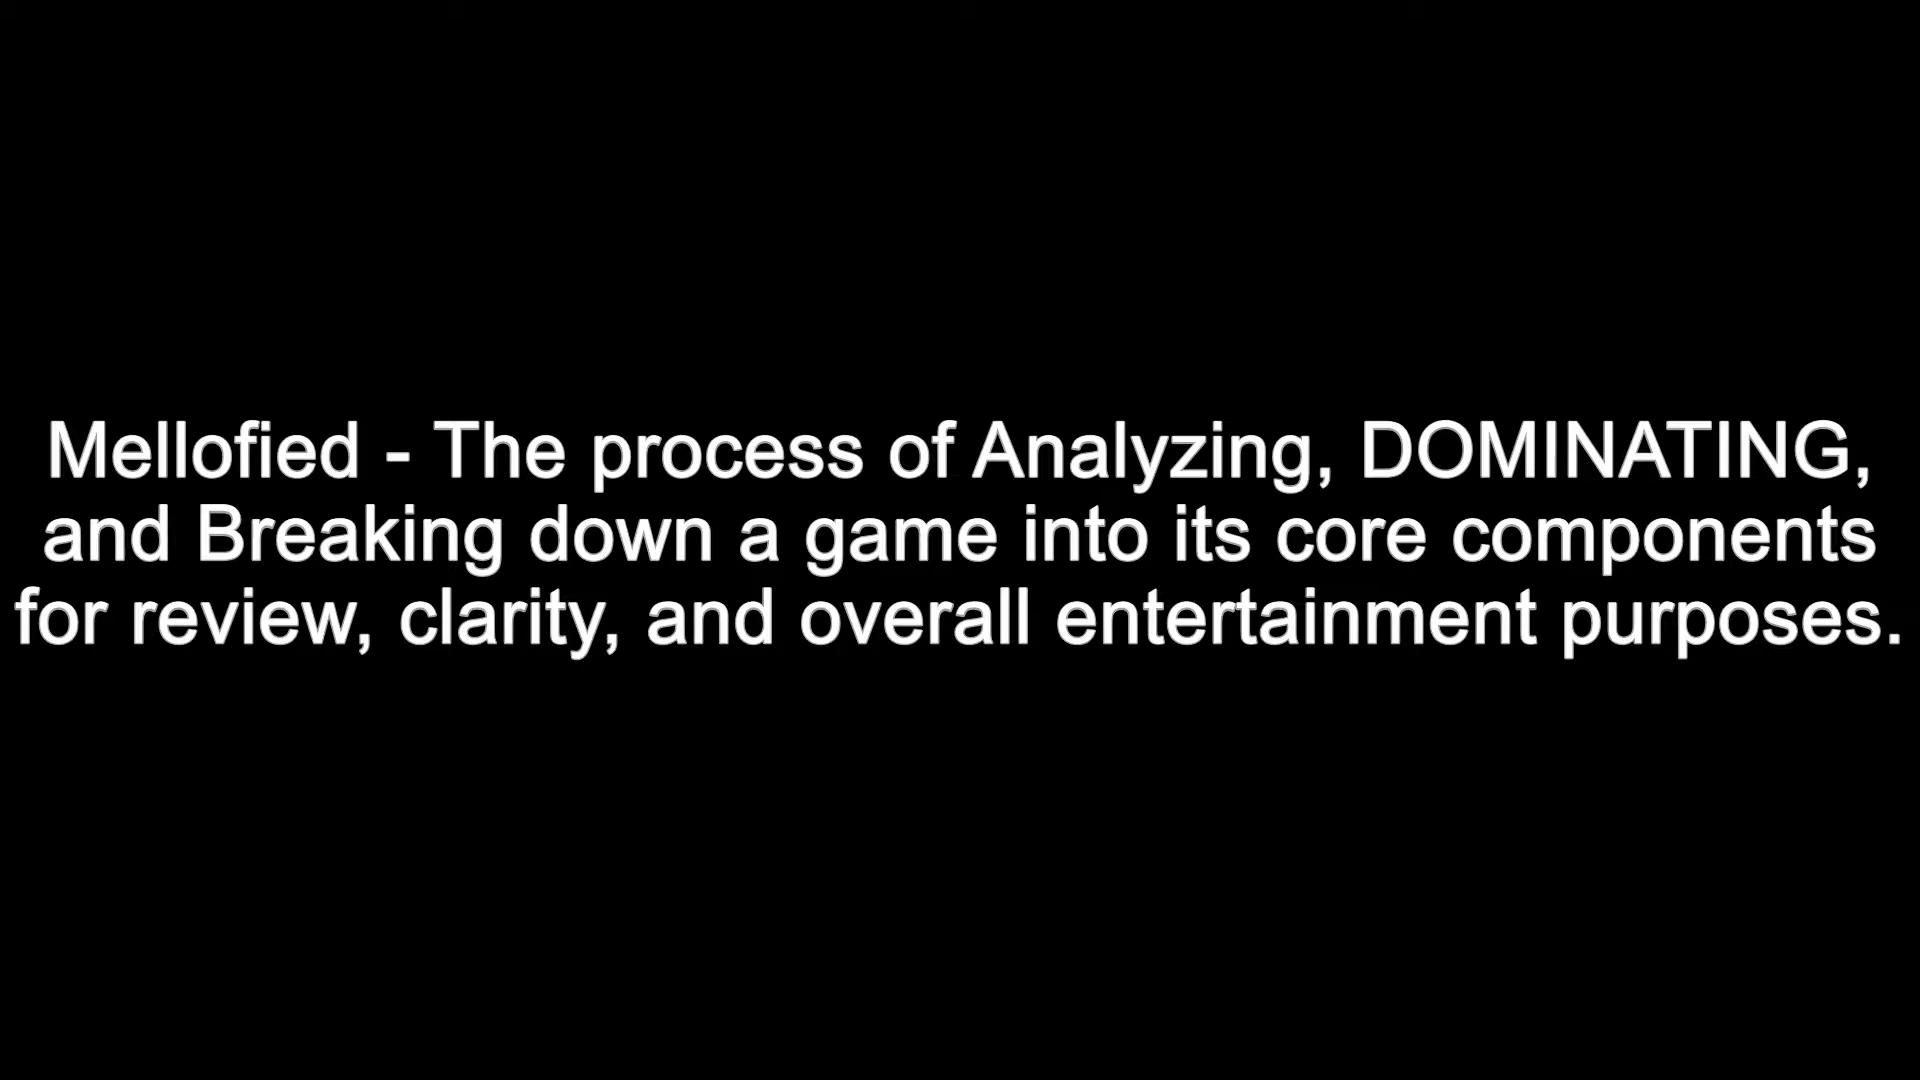 Mellofied - The process of Analyzing, DOMINATING,
and Breaking down a game into its core components
for review, clarity, and overall entertainment purposes.